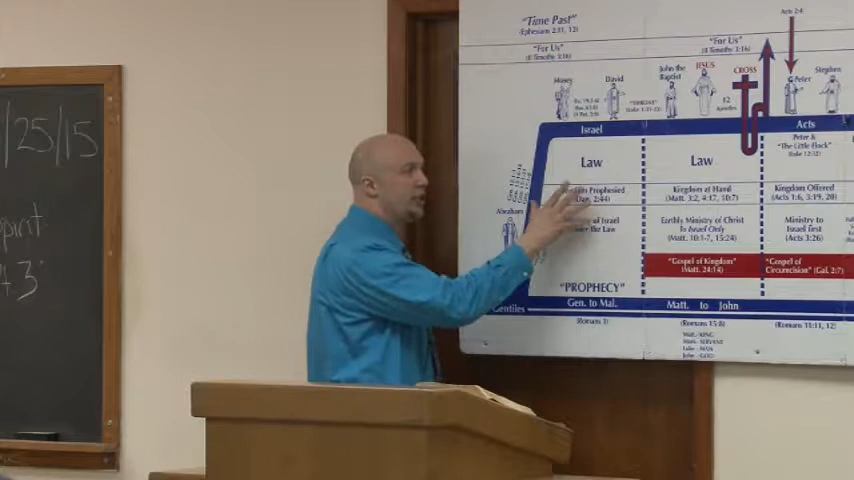 /25/15
pirit
4:3
"Time Past"
(Ephesians 2:11, 12)
"For Us"
(I Timothy 3:16)
"For Us"
(I Timothy 3:16)
Acts 2:4
Moses
David
John the
Baptist
JESUS
CROSS
12
Apostles
Peter
Stephen
Israel
Acts
Peter &
"The Little Flock"
(Luke 12:32)
Law
Law
Prophesied
(Dan. 2:44)
Kingdom at Hand
(Matt. 3:2, 4:17, 10:7)
Kingdom Offered
(Acts 1:6, 3:19, 20)
Abraham
of Israel
er the Law
Earthly Ministry of Christ
To Israel Only
(Matt. 10:1-7, 15:24)
Ministry to
Israel first
(Acts 3:26)
"Gospel of Kingdom"
(Matt. 24:14)
"Gospel of
Circumcision" (Gal. 2:7)
"PROPHECY"
Gen. to Mal.
Matt. to John
Gentiles
(Romans 1)
(Romans 15:8)
(Romans 11:11, 12)
Matt. - KING
Mark - SERVANT
Luke - MAN
John - GOD